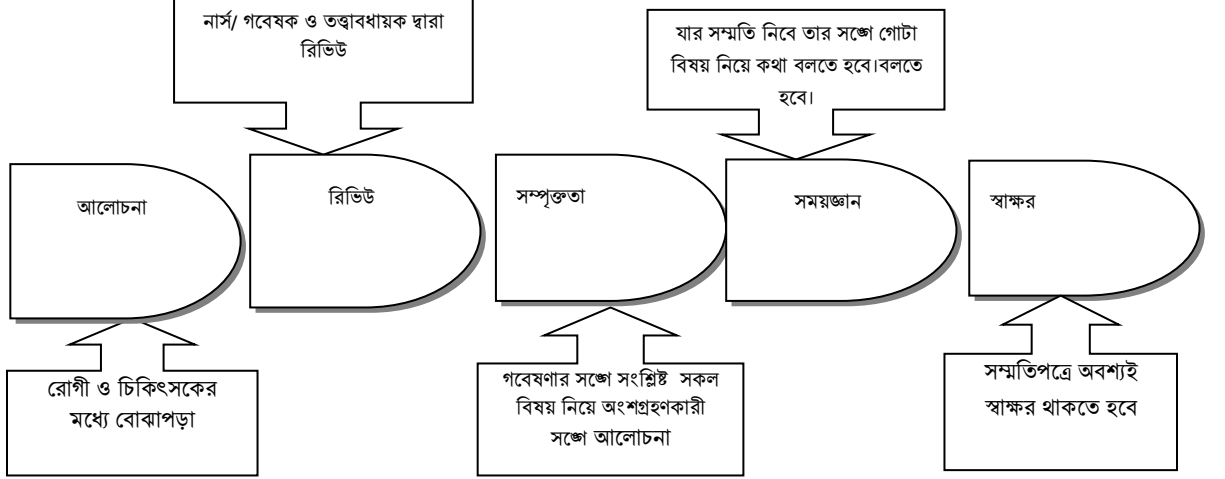 নার্স/ গবেষক ও তত্ত্বাবধায়ক দ্বারা
রিভিউ
যার সম্মতি নিবে তার সঙ্গে গোটা
বিষয় নিয়ে কথা বলতে হবে।বলতে
হবে।
আলোচনা
রিভিউ
সম্পৃক্ততা
সময়জ্ঞান
স্বাক্ষর
রোগী ও চিকিৎসকের
মধ্যে বোঝাপড়া
গবেষণার সঙ্গে সংশ্লিষ্ট সকল
বিষয় নিয়ে অংশগ্রহণকারী
সঙ্গে আলোচনা
সম্মতিপত্রে অবশ্যই
স্বাক্ষর থাকতে হবে